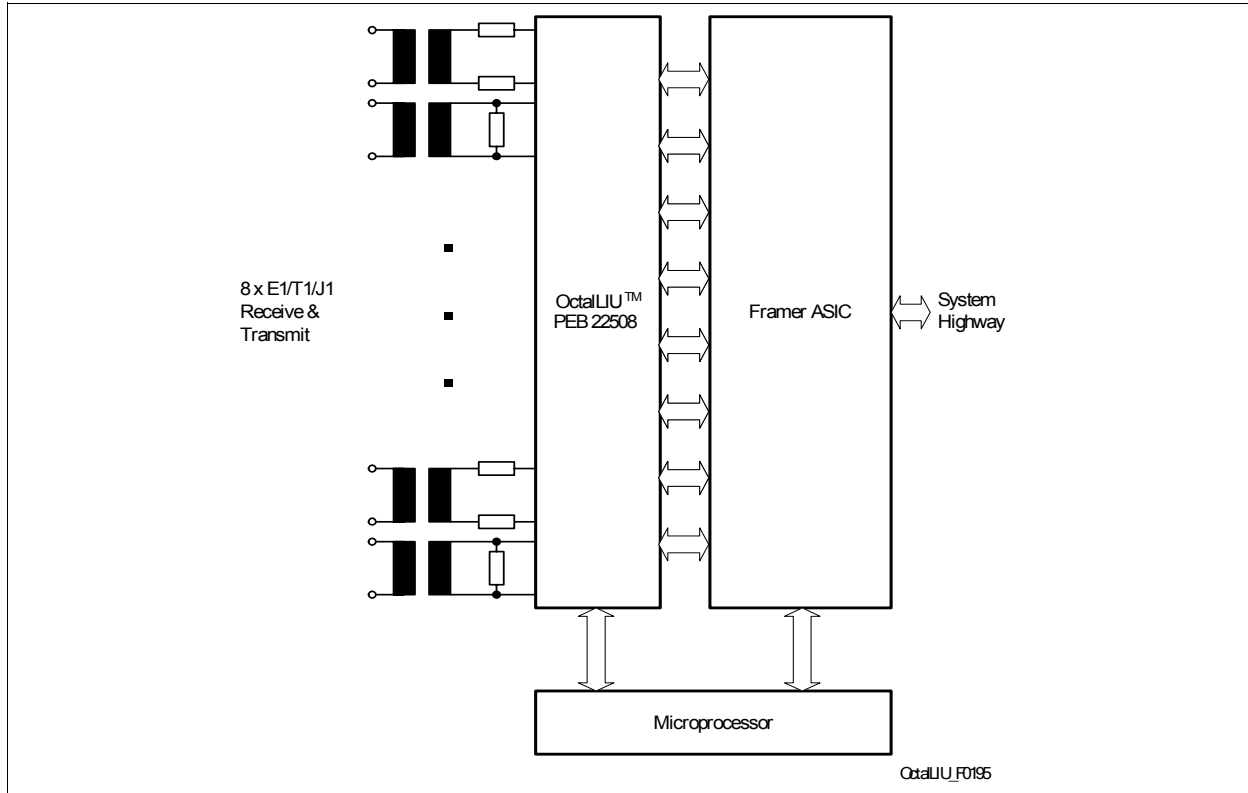 8 x E1/T1/J1
Receive &
Transmit
OctalLIU™
PEB 22508
Framer ASIC
System
Highway
Microprocessor
OctalLIU_F0195